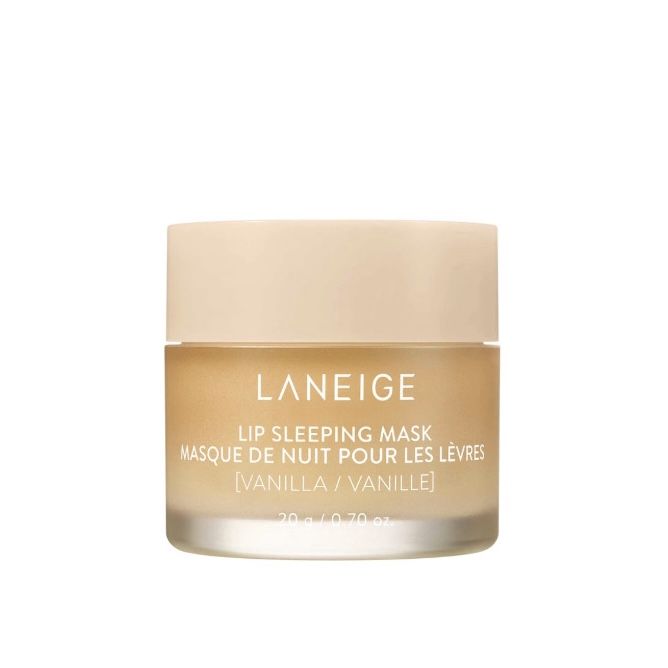 LANEIGE
LIP SLEEPING MASK
MASQUE DE NUIT POUR LES LÈVRES
[VANILLA / VANILLE]
20 g / 0.70 oz.